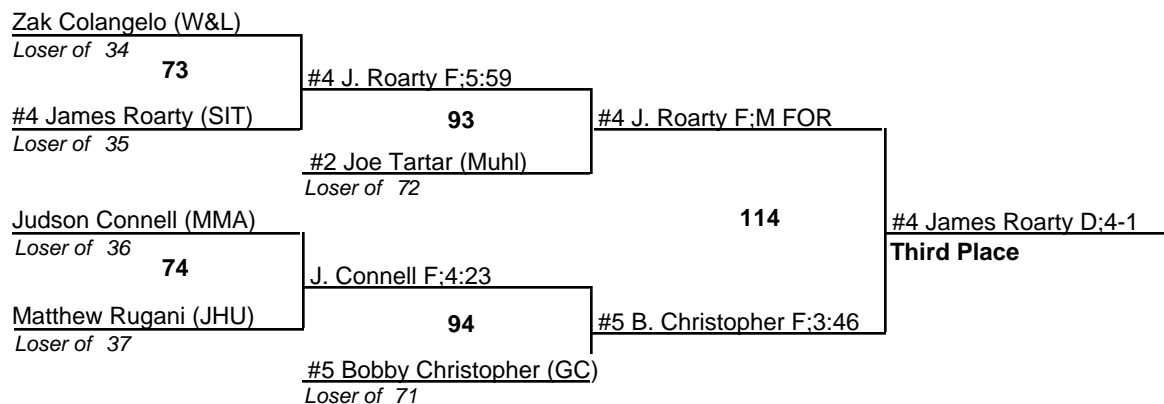 Zak Colangelo (W&L)
Loser of 34
73
#4 J. Roarty F;5:59
#4 James Roarty (SIT)
93
#4 J. Roarty F;M FOR
Loser of 35
#2 Joe Tartar (Muhl)
Loser of 72
Judson Connell (MMA)
114
#4 James Roarty D;4-1
Loser of 36
Third Place
74
J. Connell F;4:23
Matthew Rugani (JHU)
94
#5 B. Christopher F;3:46
Loser of 37
#5 Bobby Christopher (GC)
Loser of 71